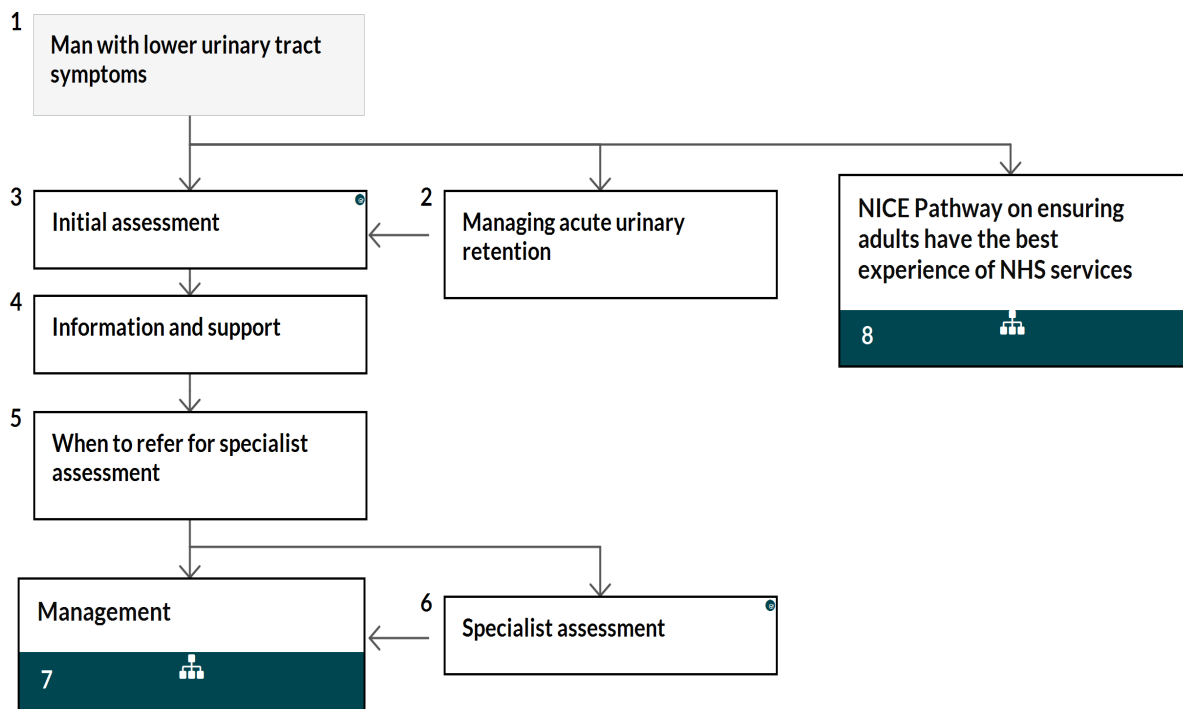 1
Man with lower urinary tract
symptoms
3
Initial assessment
2
Managing acute urinary
retention
NICE Pathway on ensuring
adults have the best
experience of NHS services
8
4
Information and support
5
When to refer for specialist
assessment
Management
7
6
Specialist assessment